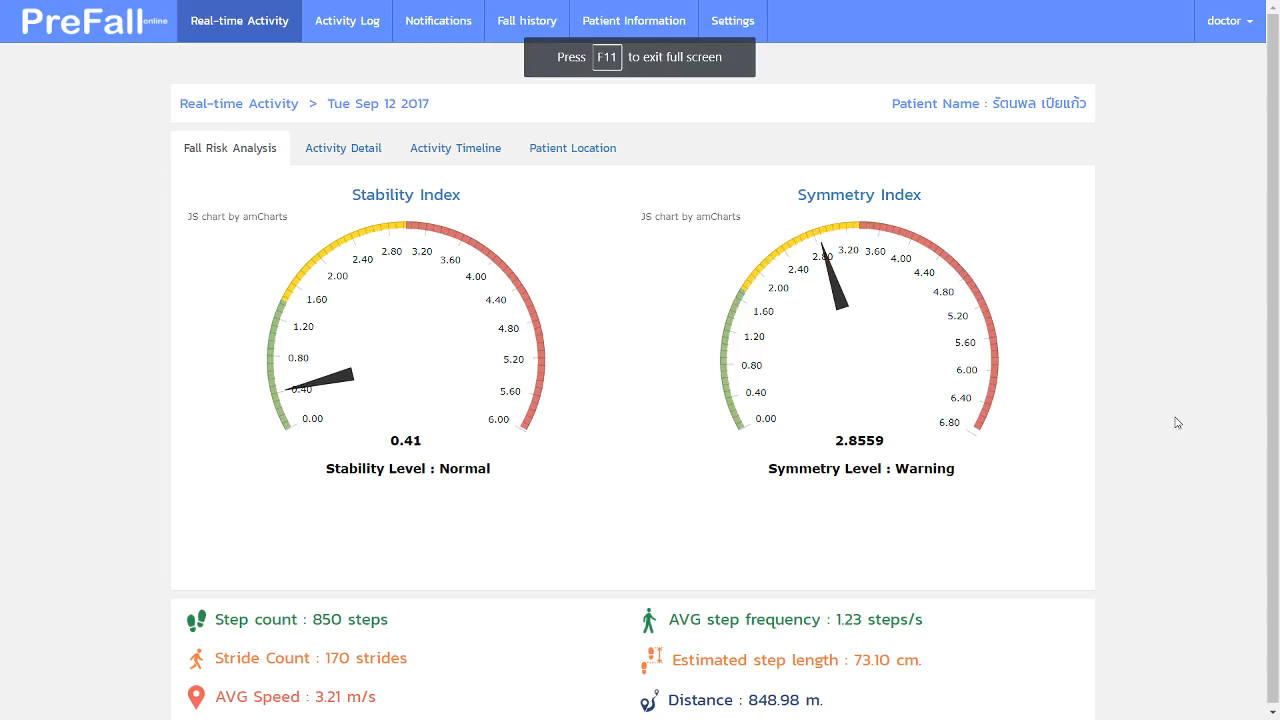 PreFall online Real-time Activity Activity Log Notifications Fall history Patient Information Settings doctor
Press F11 to exit full screen
Real-time Activity > Tue Sep 12 2017
Patient Name : รัตนพล เปียแก้ว
Fall Risk Analysis Activity Detail Activity Timeline Patient Location
Stability Index
JS chart by amCharts
0.00
0.40
0.80
1.20
1.60
2.00
2.40
2.80
3.20
3.60
4.00
4.40
4.80
5.20
5.60
6.00
0.41
Stability Level : Normal
Symmetry Index
JS chart by amCharts
0.00
0.40
0.80
1.20
1.60
2.00
2.40
2.80
3.20
3.60
4.00
4.40
4.80
5.20
5.60
6.00
6.40
6.80
2.8559
Symmetry Level : Warning
Step count : 850 steps
AVG step frequency : 1.23 steps/s
Stride Count : 170 strides
Estimated step length : 73.10 cm.
AVG Speed : 3.21 m/s
Distance : 848.98 m.